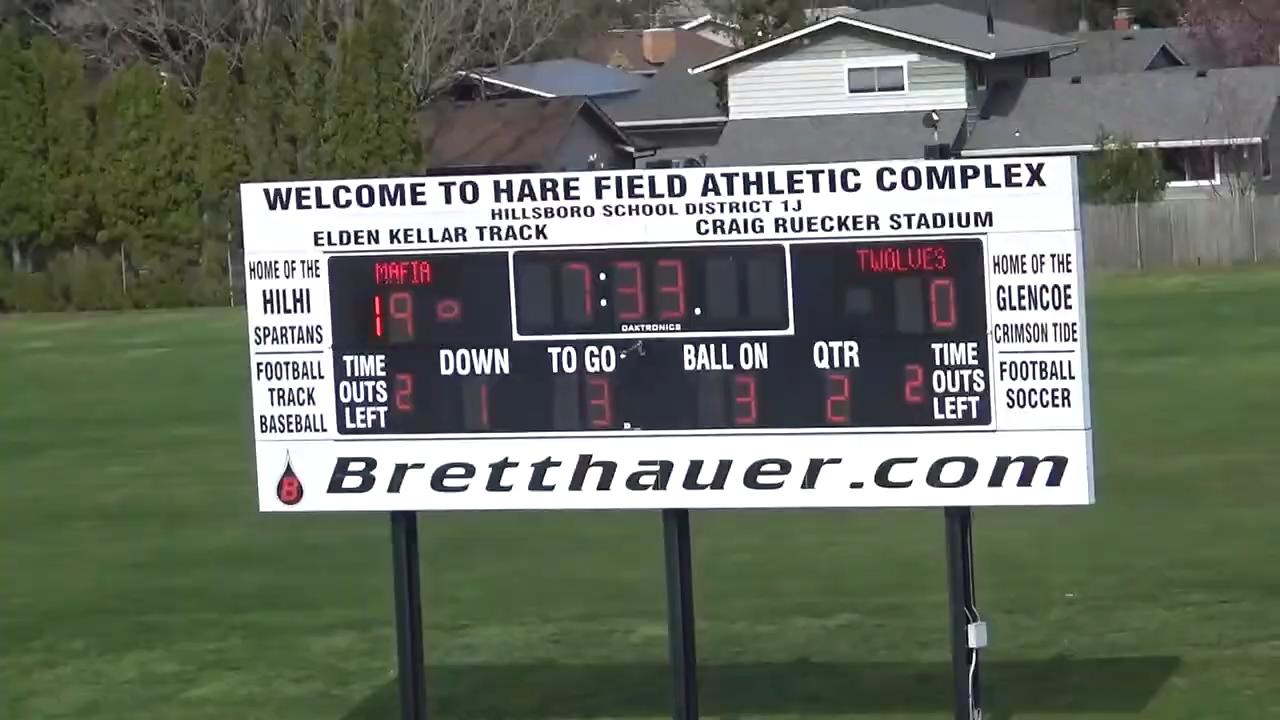 WELCOME TO HARE FIELD ATHLETIC COMPLEX
HILLSBORO SCHOOL DISTRICT 1J
ELDEN KELLAR TRACK
CRAIG RUECKER STADIUM
HOME OF THE
HILHI
SPARTANS
FOOTBALL
TRACK
BASEBALL
MAFIA
19
7:33.
DAKTRONICS
TWOLVES
0
TIME
OUTS
LEFT
2
DOWN
1
TO GO
3
BALL ON
3
QTR
2
2
TIME
OUTS
LEFT
HOME OF THE
GLENCOE
CRIMSON TIDE
FOOTBALL
SOCCER
B
Bretthauer.com